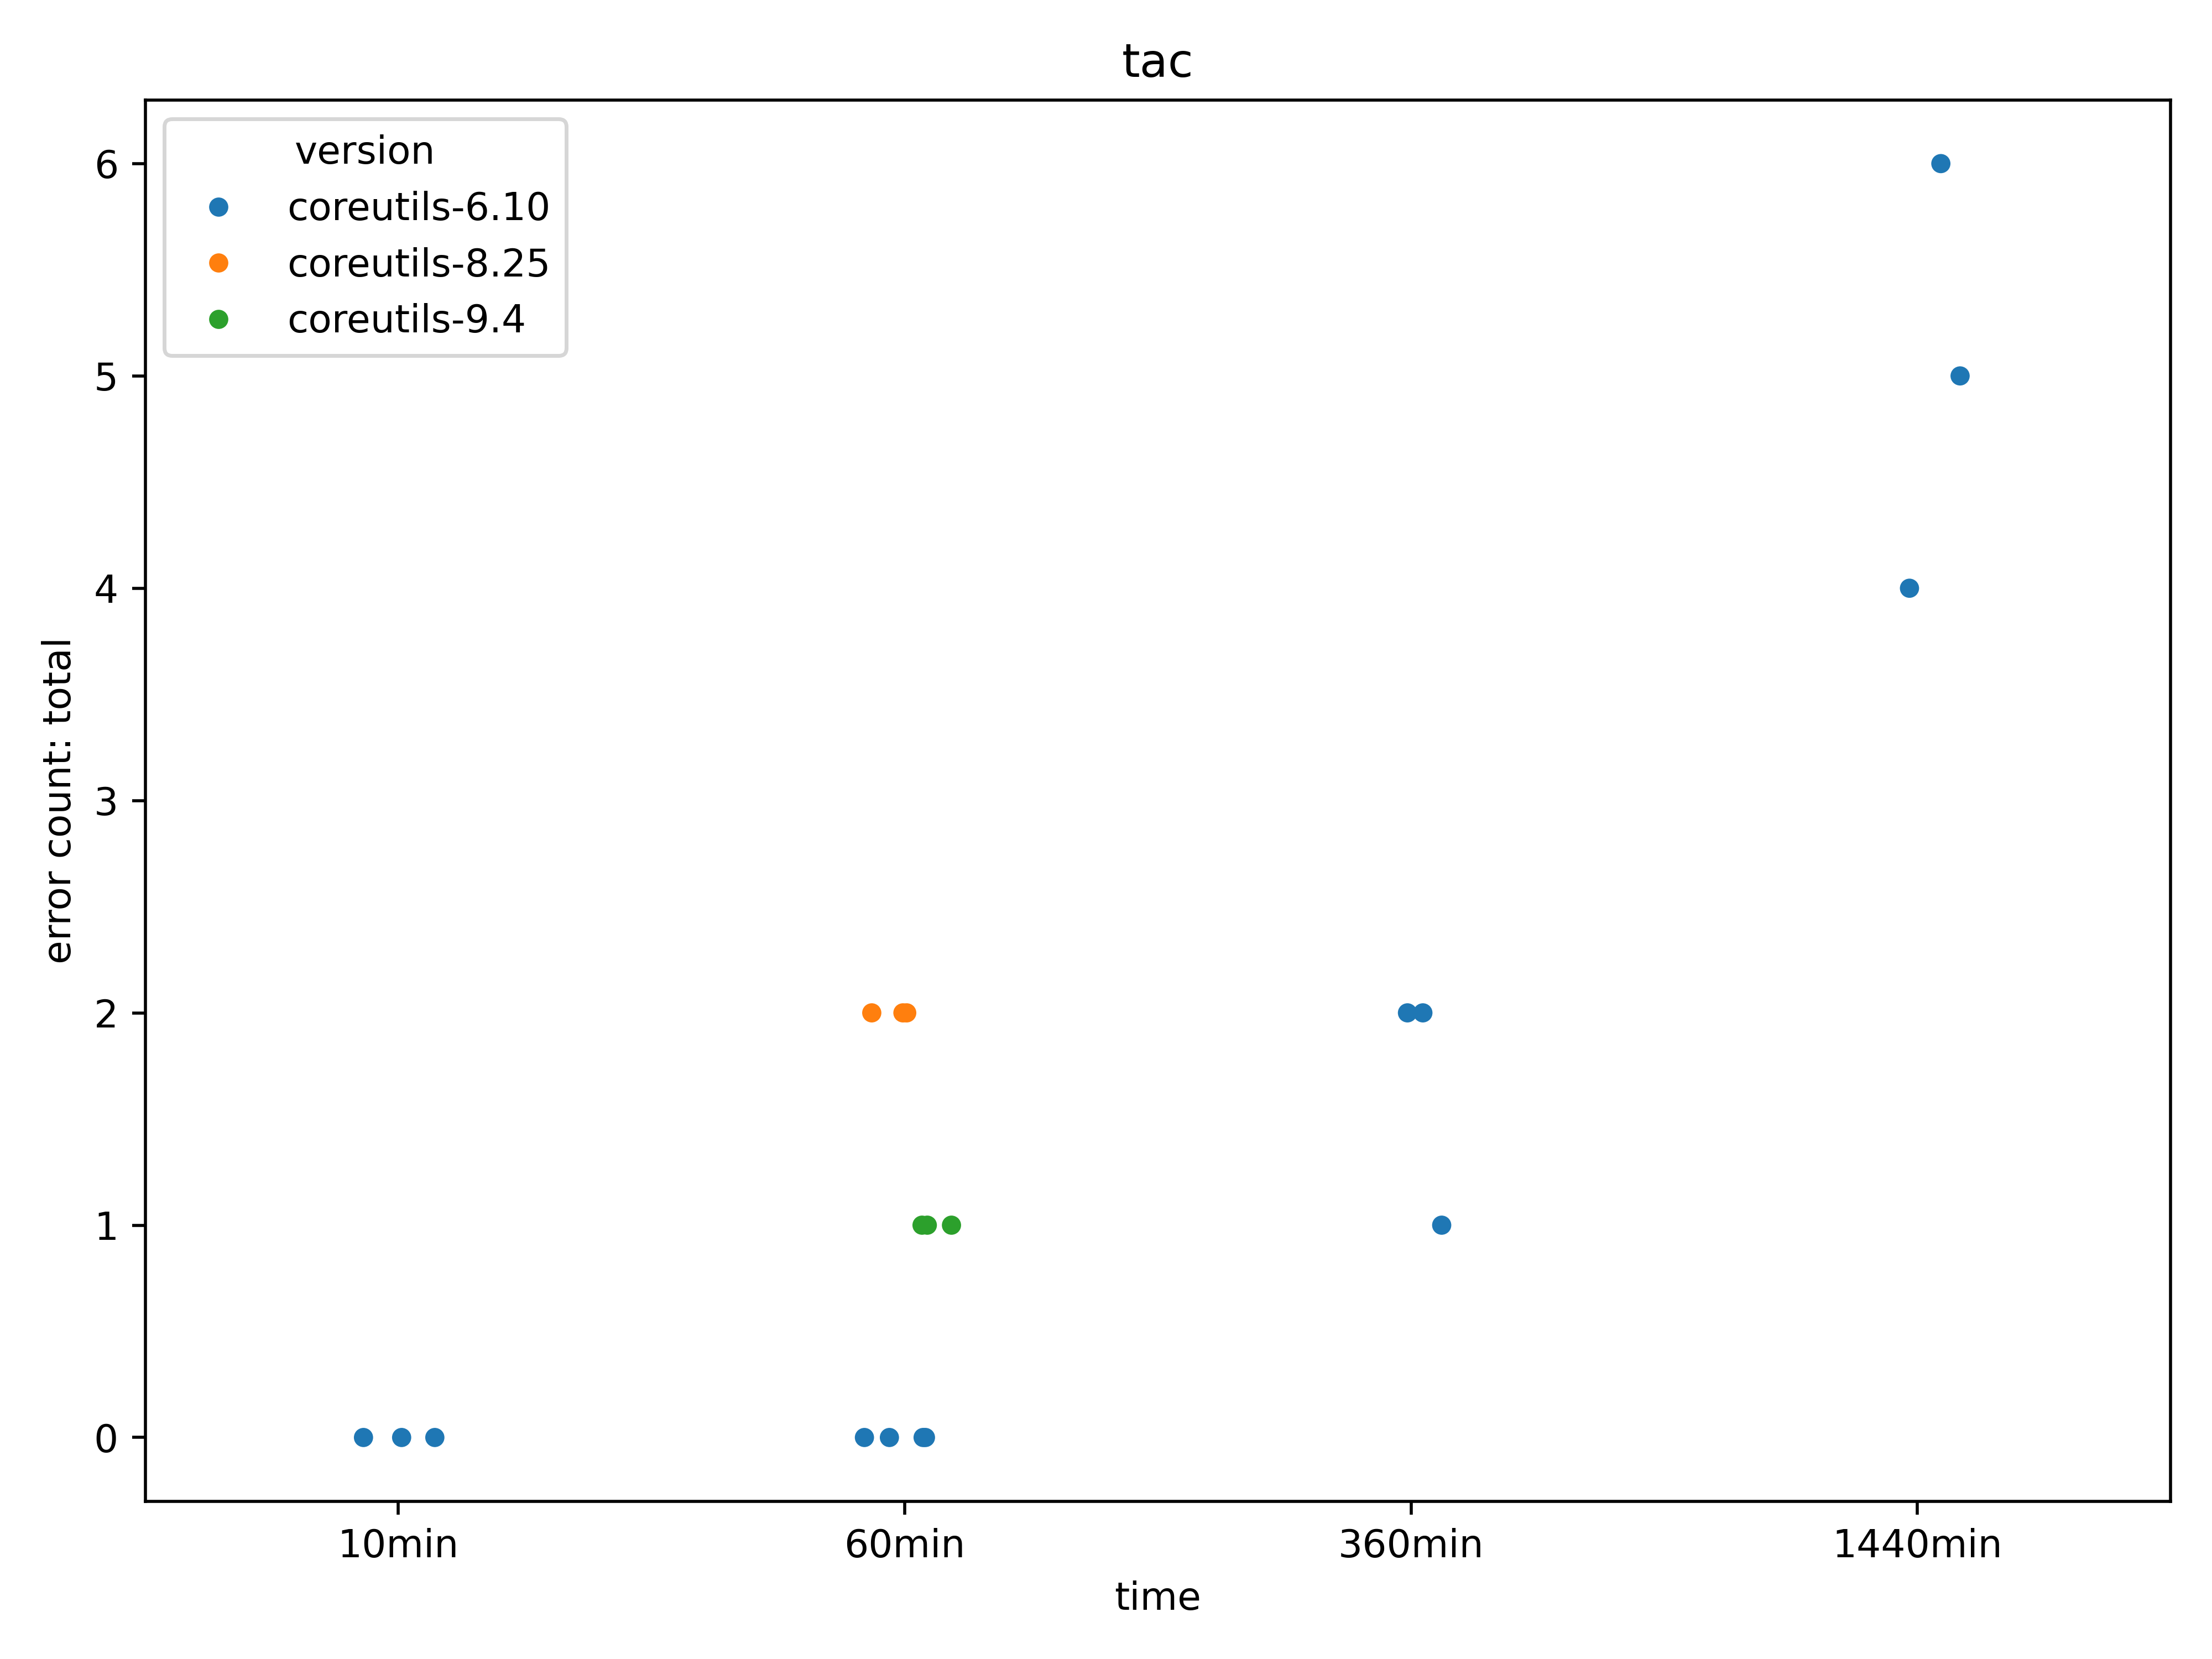 tac
version
coreutils-6.10
coreutils-8.25
coreutils-9.4
error count: total
6
5
4
3
2
1
0
10min 60min 360min 1440min
time